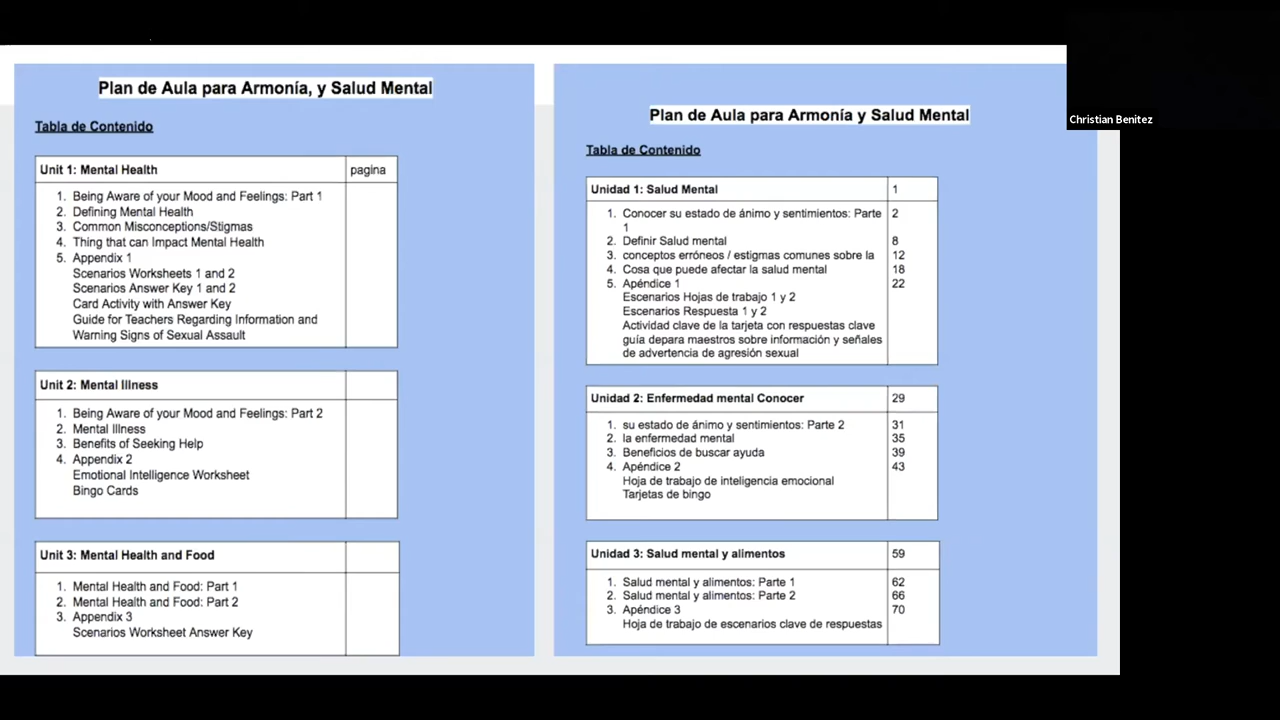 Plan de Aula para Armonía, y Salud Mental
Tabla de Contenido
Unit 1: Mental Health pagina
1. Being Aware of your Mood and Feelings: Part 1
2. Defining Mental Health
3. Common Misconceptions/Stigmas
4. Thing that can Impact Mental Health
5. Appendix 1
Scenarios Worksheets 1 and 2
Scenarios Answer Key 1 and 2
Card Activity with Answer Key
Guide for Teachers Regarding Information and
Warning Signs of Sexual Assault
Unit 2: Mental Illness
1. Being Aware of your Mood and Feelings: Part 2
2. Mental Illness
3. Benefits of Seeking Help
4. Appendix 2
Emotional Intelligence Worksheet
Bingo Cards
Unit 3: Mental Health and Food
1. Mental Health and Food: Part 1
2. Mental Health and Food: Part 2
3. Appendix 3
Scenarios Worksheet Answer Key
Plan de Aula para Armonía y Salud Mental
Tabla de Contenido
Unidad 1: Salud Mental 1
1. Conocer su estado de ánimo y sentimientos: Parte 2
1
2. Definir Salud mental 8
3. conceptos erróneos / estigmas comunes sobre la 12
4. Cosa que puede afectar la salud mental 18
5. Apéndice 1 22
Escenarios Hojas de trabajo 1 y 2
Escenarios Respuesta 1 y 2
Actividad clave de la tarjeta con respuestas clave
guía depara maestros sobre información y señales
de advertencia de agresión sexual
Unidad 2: Enfermedad mental Conocer 29
1. su estado de ánimo y sentimientos: Parte 2 31
2. la enfermedad mental 35
3. Beneficios de buscar ayuda 39
4. Apéndice 2 43
Hoja de trabajo de inteligencia emocional
Tarjetas de bingo
Unidad 3: Salud mental y alimentos 59
1. Salud mental y alimentos: Parte 1 62
2. Salud mental y alimentos: Parte 2 66
3. Apéndice 3 70
Hoja de trabajo de escenarios clave de respuestas
Christian Benitez